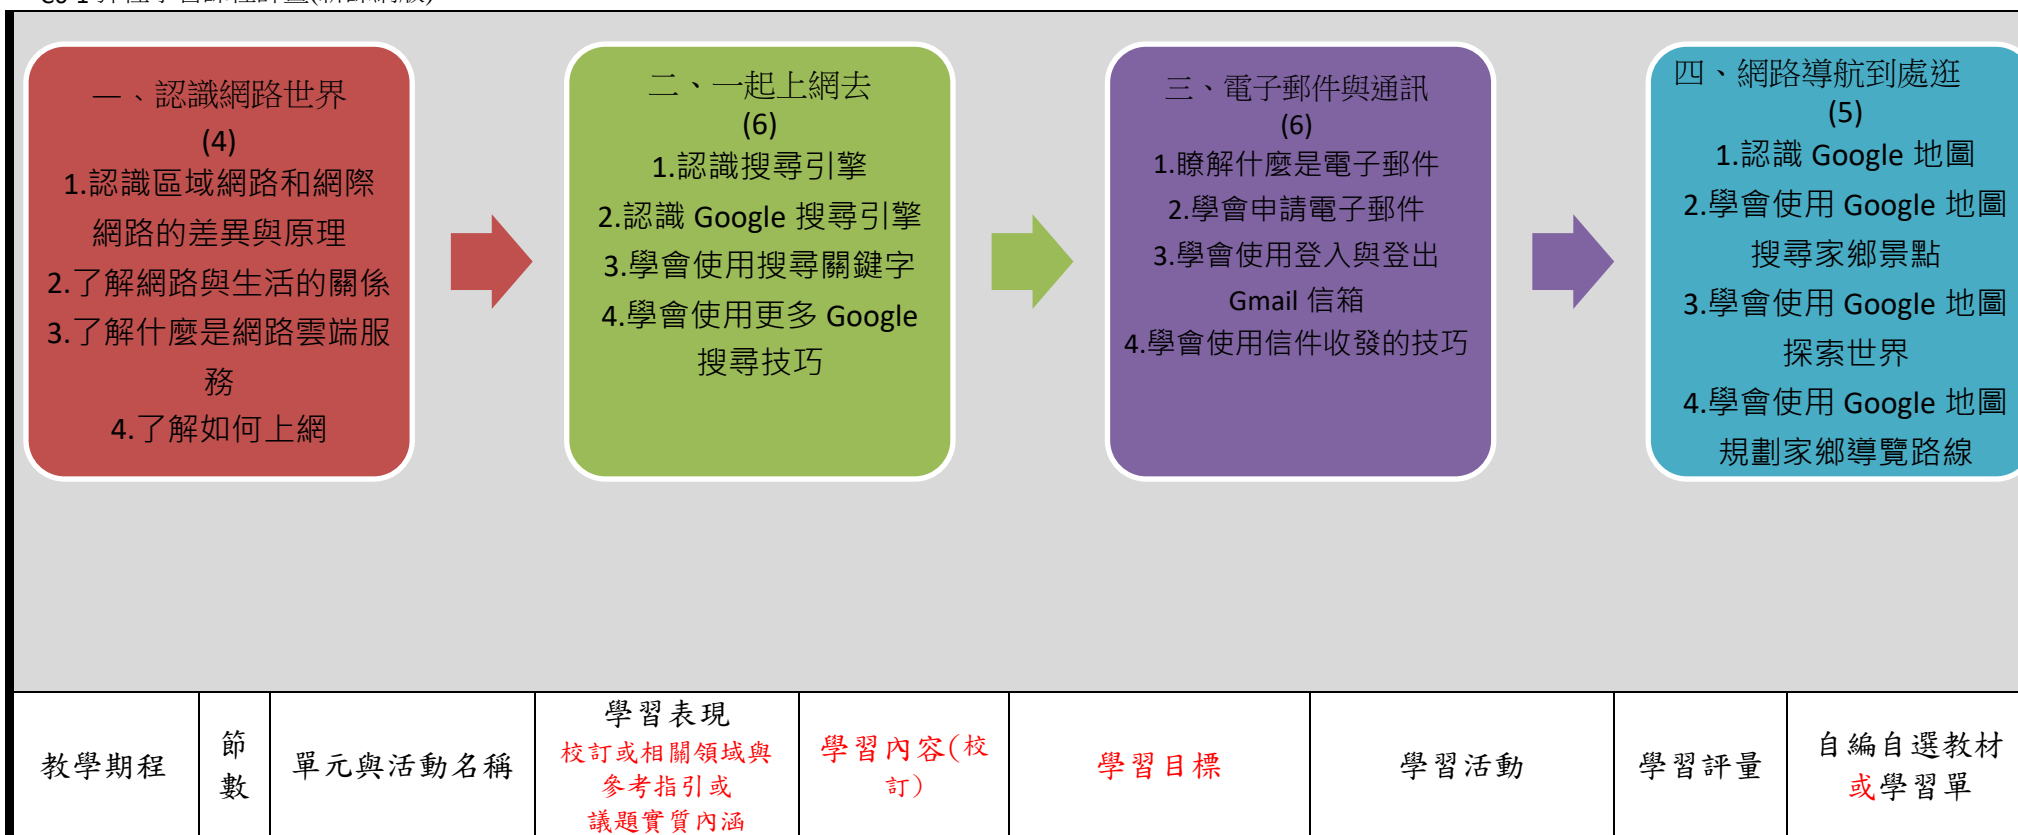 一、認識網路世界
(4)
1.認識區域網路和網際
網路的差異與原理
2.了解網路與生活的關係
3.了解什麼是網路雲端服
務
4.了解如何上網
二、一起上網去
(6)
1.認識搜尋引擎
2.認識 Google 搜尋引擎
3.學會使用搜尋關鍵字
4.學會使用更多 Google
搜尋技巧
三、電子郵件與通訊
(6)
1.瞭解什麼是電子郵件
2.學會申請電子郵件
3.學會使用登入與登出
Gmail 信箱
4.學會使用信件收發的技巧
四、網路導航到處逛
(5)
1.認識 Google 地圖
2.學會使用 Google 地圖
搜尋家鄉景點
3.學會使用 Google 地圖
探索世界
4.學會使用 Google 地圖
規劃家鄉導覽路線
教學期程
節
數
單元與活動名稱
學習表現
校訂或相關領域與
參考指引或
議題實質內涵
學習內容(校
訂)
學習目標
學習活動
學習評量
自編自選教材
或學習單